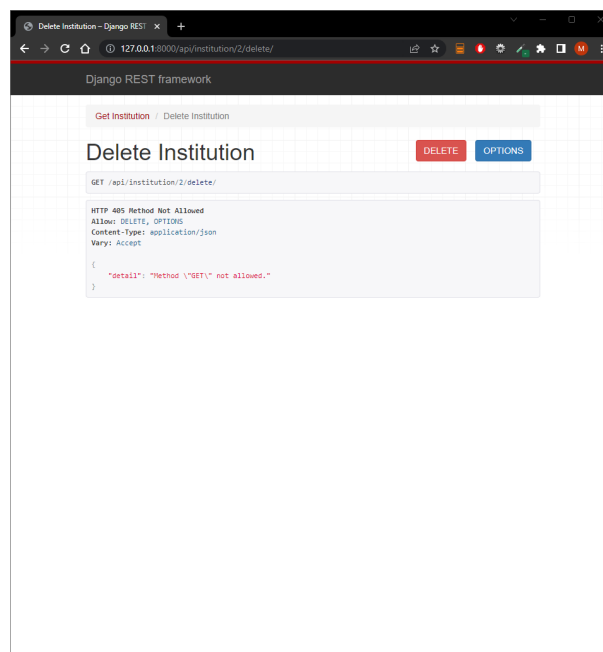 Delete Institution – Django REST
127.0.0.1:8000/api/institution/2/delete/
M
Django REST framework
Get Institution / Delete Institution
Delete Institution
DELETE
OPTIONS
GET /api/institution/2/delete/
HTTP 405 Method Not Allowed
Allow: DELETE, OPTIONS
Content-Type: application/json
Vary: Accept
{
    "detail": "Method \"GET\" not allowed."
}